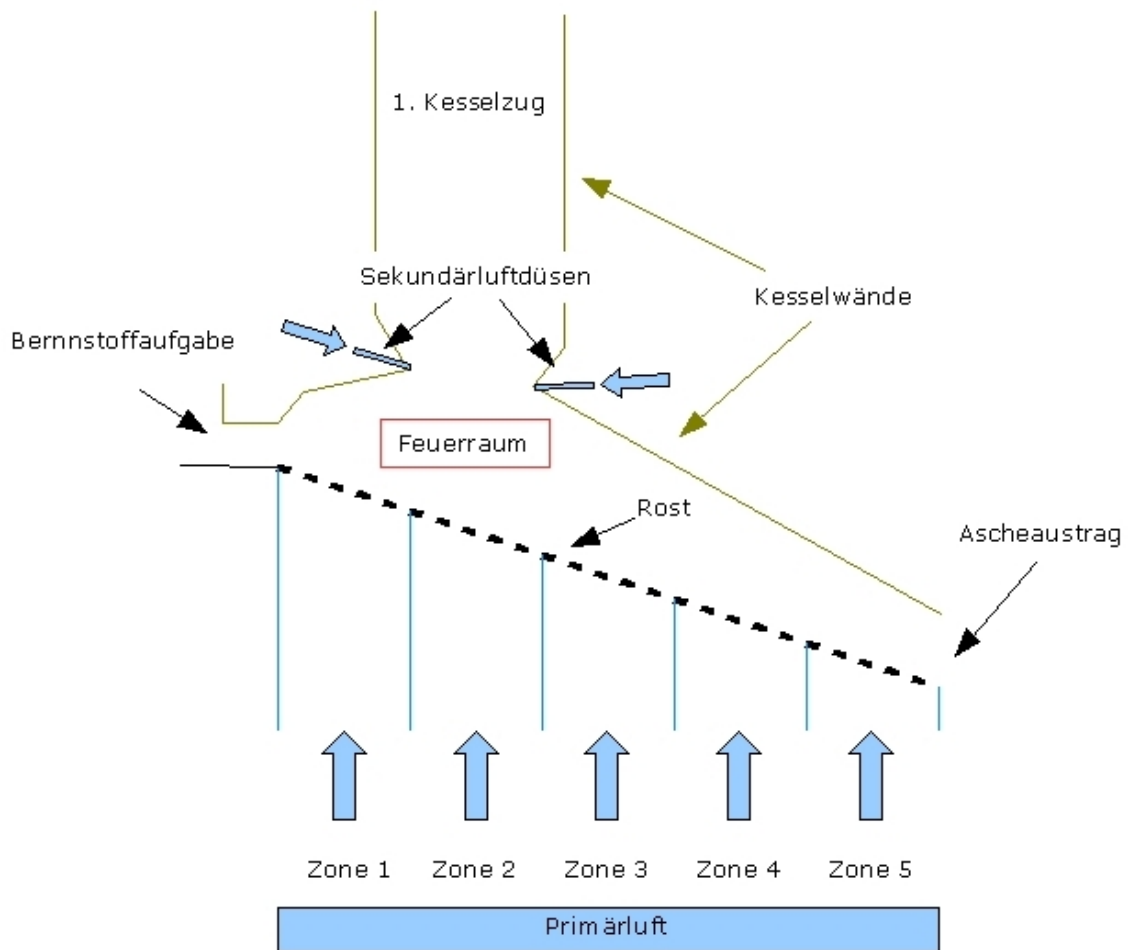 1. Kesselzug
Sekundärluftdüsen
Kesselwände
Bernnstoffaufgabe
Feuerraum
Rost
Ascheaustrag
Zone 1
Zone 2
Zone 3
Zone 4
Zone 5
Primärluft